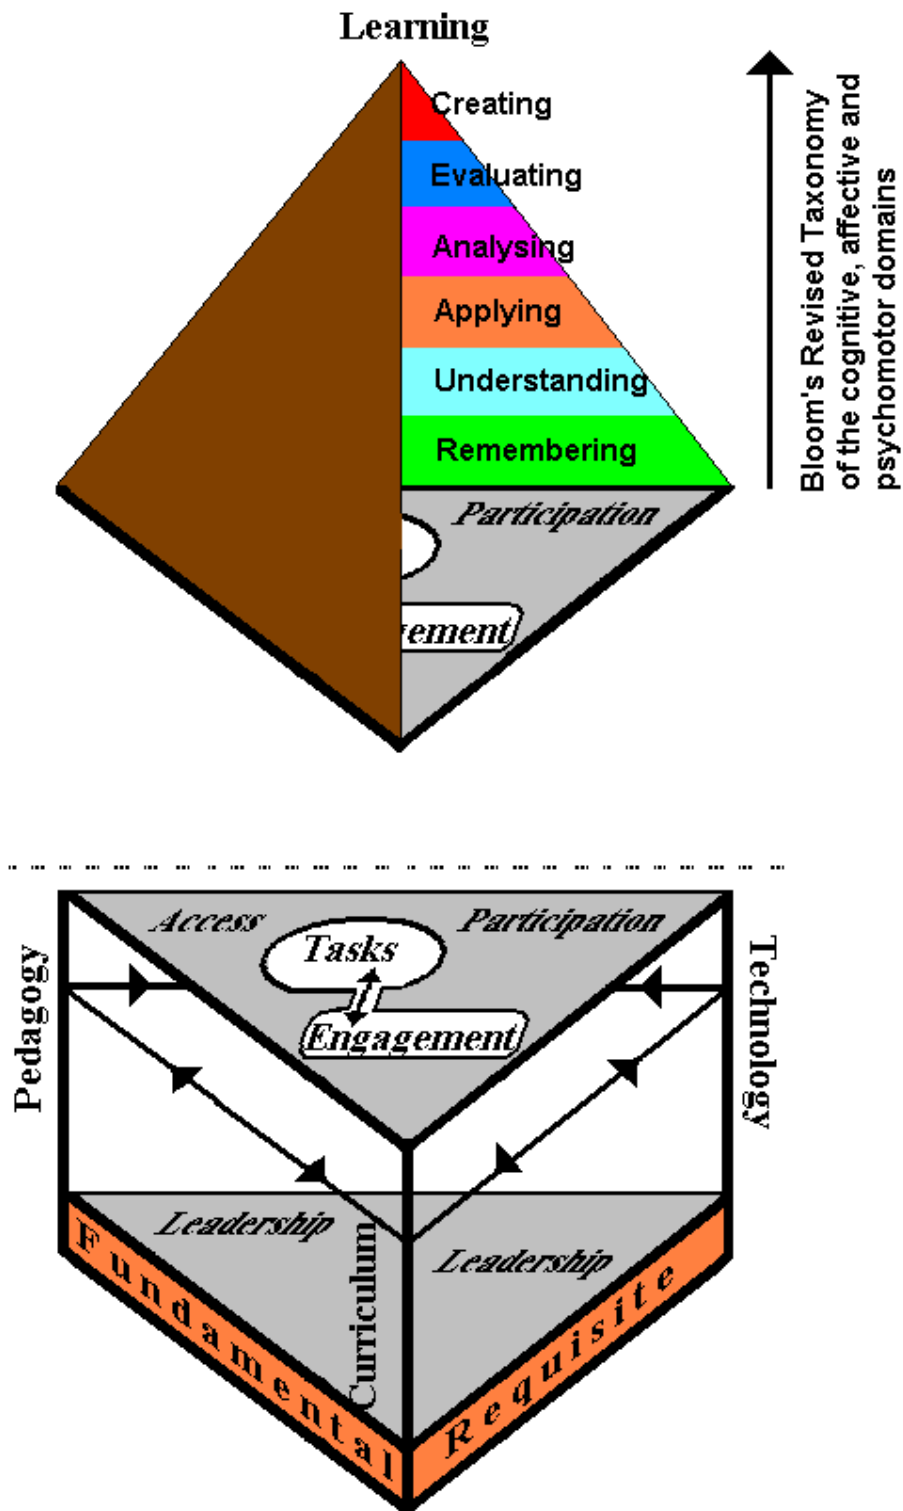 Learning
Creating
Evaluating
Analysing
Applying
Understanding
Remembering
Bloom's Revised Taxonomy
of the cognitive, affective and
psychomotor domains
Participation
gement
Access
Participation
Tasks
Engagement
Pedagogy
Technology
Leadership
Leadership
Curriculum
Fundamental
Requisite